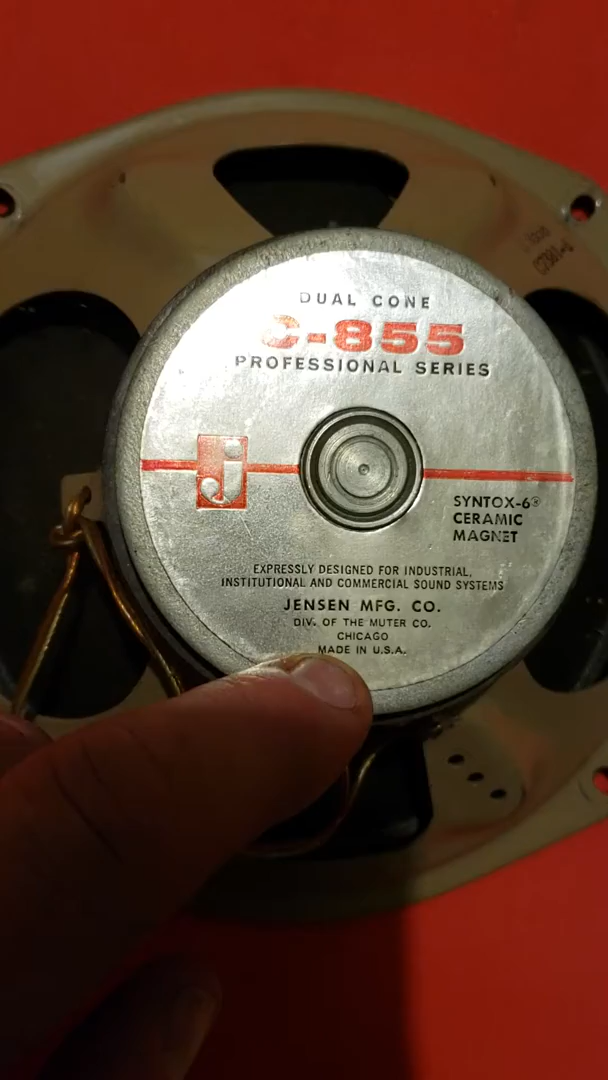 DUAL CONE
C-855
PROFESSIONAL SERIES
J
SYNTOX-6®
CERAMIC
MAGNET
EXPRESSLY DESIGNED FOR INDUSTRIAL,
INSTITUTIONAL AND COMMERCIAL SOUND SYSTEMS
JENSEN MFG. CO.
DIV. OF THE MUTER CO.
CHICAGO
MADE IN U.S.A.